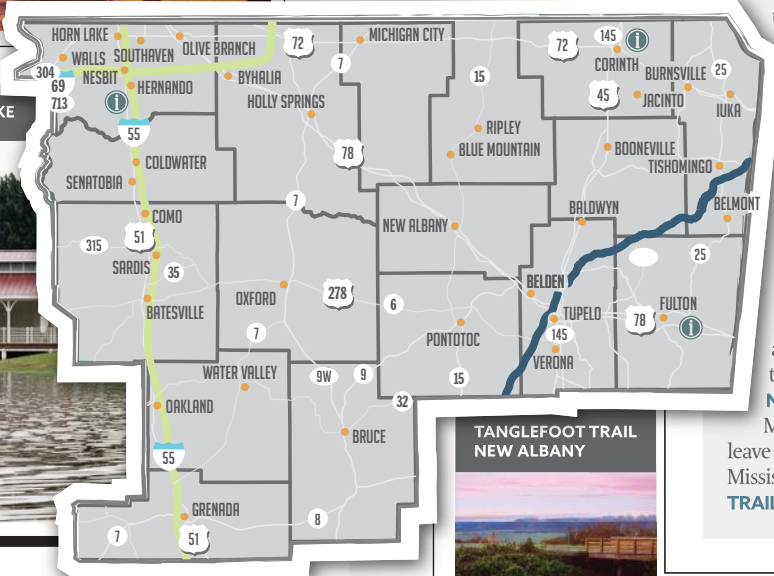 HORN LAKE
WALLS
SOUTHAVEN
OLIVE BRANCH
NESBIT
304
69
713
HERNANDO
i
55
BYHALIA
HOLLY SPRINGS
72
7
MICHIGAN CITY
78
15
RIPLEY
BLUE MOUNTAIN
72
145
i
CORINTH
45
JACINTO
BURNSVILLE
25
IUKA
BOONEVILLE
TISHOMINGO
BELMONT
BALDWYN
25
COLDWATER
SENATOBIA
COMO
51
315
SARDIS
35
BATESVILLE
7
OXFORD
278
7
NEW ALBANY
6
PONTOTOC
15
BELDEN
TUPELO
145
VERONA
78
FULTON
i
WATER VALLEY
9W
9
32
OAKLAND
BRUCE
55
GRENADA
7
51
8
KE
TANGLEFOOT TRAIL
NEW ALBANY
leave
Missis
TRAIL